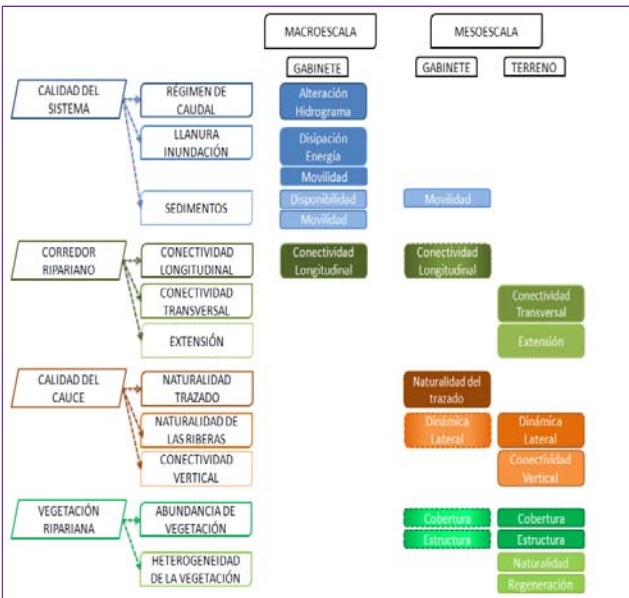 MACROESCALA
MESOESCALA
GABINETE
GABINETE
TERRENO
CALIDAD DEL
SISTEMA
RÉGIMEN DE
CAUDAL
Alteración
Hidrograma
LLANURA
INUNDACIÓN
Disipación
Energía
Movilidad
SEDIMENTOS
Disponibilidad
Movilidad
Movilidad
CORREDOR
RIPARIANO
CONECTIVIDAD
LONGITUDINAL
Conectividad
Longitudinal
Conectividad
Longitudinal
CONECTIVIDAD
TRANSVERSAL
Conectividad
Transversal
EXTENSIÓN
Extensión
CALIDAD DEL
CAUCE
NATURALIDAD
TRAZADO
Naturalidad del
trazado
NATURALIDAD DE
LAS RIBERAS
Dinámica
Lateral
Dinámica
Lateral
CONECTIVIDAD
VERTICAL
Conectividad
Vertical
VEGETACIÓN
RIPARIANA
ABUNDANCIA DE
VEGETACIÓN
Cobertura
Estructura
Cobertura
Estructura
HETEROGENEIDAD
DE LA VEGETACIÓN
Naturalidad
Regeneración